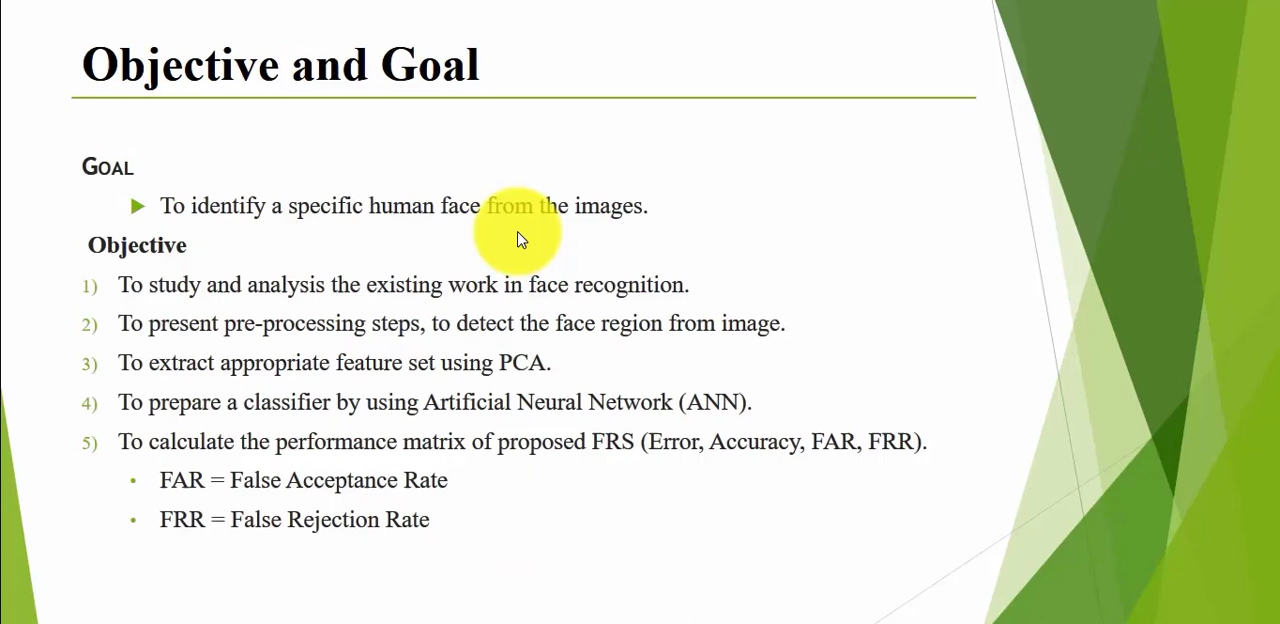 Objective and Goal
GOAL
To identify a specific human face from the images.
Objective
1) To study and analysis the existing work in face recognition.
2) To present pre-processing steps, to detect the face region from image.
3) To extract appropriate feature set using PCA.
4) To prepare a classifier by using Artificial Neural Network (ANN).
5) To calculate the performance matrix of proposed FRS (Error, Accuracy, FAR, FRR).
• FAR = False Acceptance Rate
• FRR = False Rejection Rate